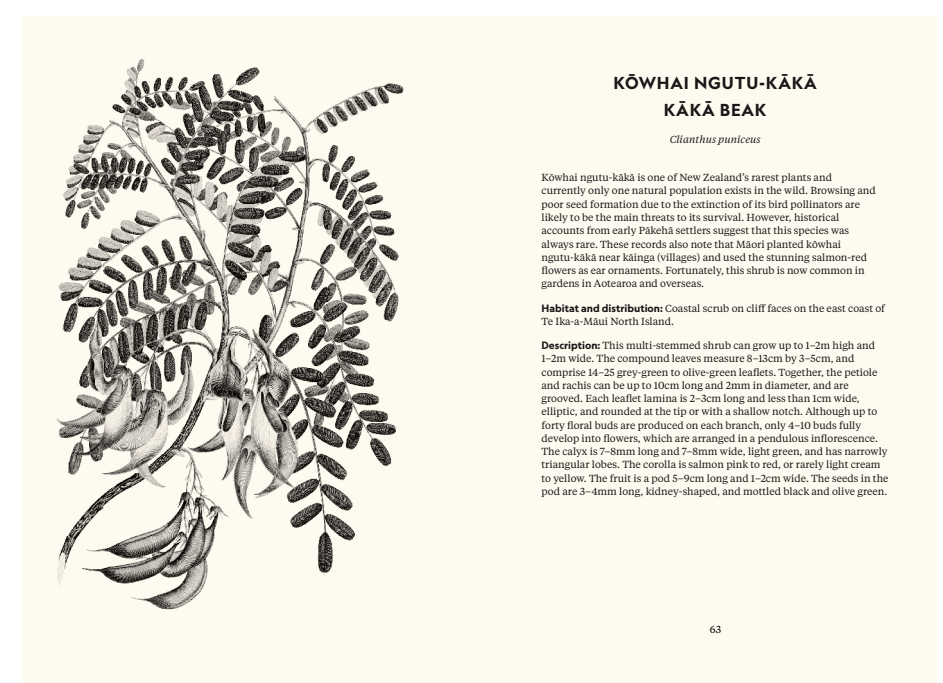 KŌWHAI NGUTU-KĀKĀ
KĀKĀ BEAK
Clianthus puniceus
Kōwhai ngutu-kākā is one of New Zealand's rarest plants and
currently only one natural population exists in the wild. Browsing and
poor seed formation due to the extinction of its bird pollinators are
likely to be the main threats to its survival. However, historical
accounts from early Pākehā settlers suggest that this species was
always rare. These records also note that Māori planted kōwhai
ngutu-kākā near kāinga (villages) and used the stunning salmon-red
flowers as ear ornaments. Fortunately, this shrub is now common in
gardens in Aotearoa and overseas.
Habitat and distribution: Coastal scrub on cliff faces on the east coast of
Te Ika-a-Māui North Island.
Description: This multi-stemmed shrub can grow up to 1–2m high and
1–2m wide. The compound leaves measure 8–13cm by 3–5cm, and
comprise 14–25 grey-green to olive-green leaflets. Together, the petiole
and rachis can be up to 10cm long and 2mm in diameter, and are
grooved. Each leaflet lamina is 2–3cm long and less than 1cm wide,
elliptic, and rounded at the tip or with a shallow notch. Although up to
forty floral buds are produced on each branch, only 4–10 buds fully
develop into flowers, which are arranged in a pendulous inflorescence.
The calyx is 7–8mm long and 7–8mm wide, light green, and has narrowly
triangular lobes. The corolla is salmon pink to red, or rarely light cream
to yellow. The fruit is a pod 5–9cm long and 1–2cm wide. The seeds in the
pod are 3–4mm long, kidney-shaped, and mottled black and olive green.
63